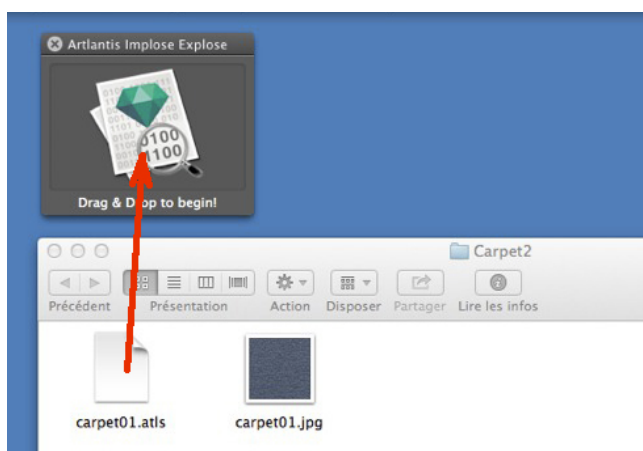 Artlantis Implose Explose
0100
1100
Drag & Drop to begin!
Carpet2
Précédent Présentation Action Disposer Partager Lire les infos
carpet01.atls carpet01.jpg